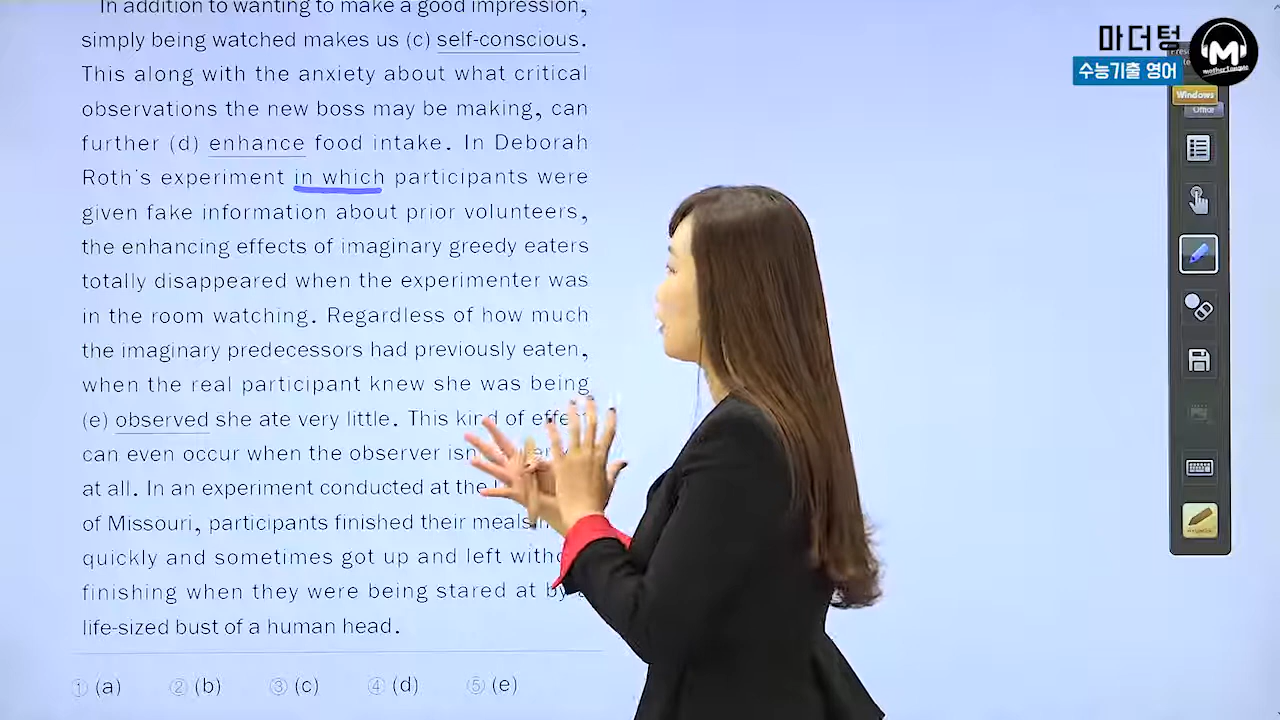 In addition to wanting to make a good impression,
simply being watched makes us (c) self-conscious.
This along with the anxiety about what critical
observations the new boss may be making, can
further (d) enhance food intake. In Deborah
Roth's experiment in which participants were
given fake information about prior volunteers,
the enhancing effects of imaginary greedy eaters
totally disappeared when the experimenter was
in the room watching. Regardless of how much
the imaginary predecessors had previously eaten,
when the real participant knew she was being
(e) observed she ate very little. This kind of effect
can even occur when the observer isn
at all. In an experiment conducted at the
of Missouri, participants finished their meals
quickly and sometimes got up and left without
finishing when they were being stared at by a
life-sized bust of a human head.
① (a) ② (b) ③ (c) ④ (d) ⑤ (e)
마더텅
수능기출 영어
M
mother tongue
Windows
Office